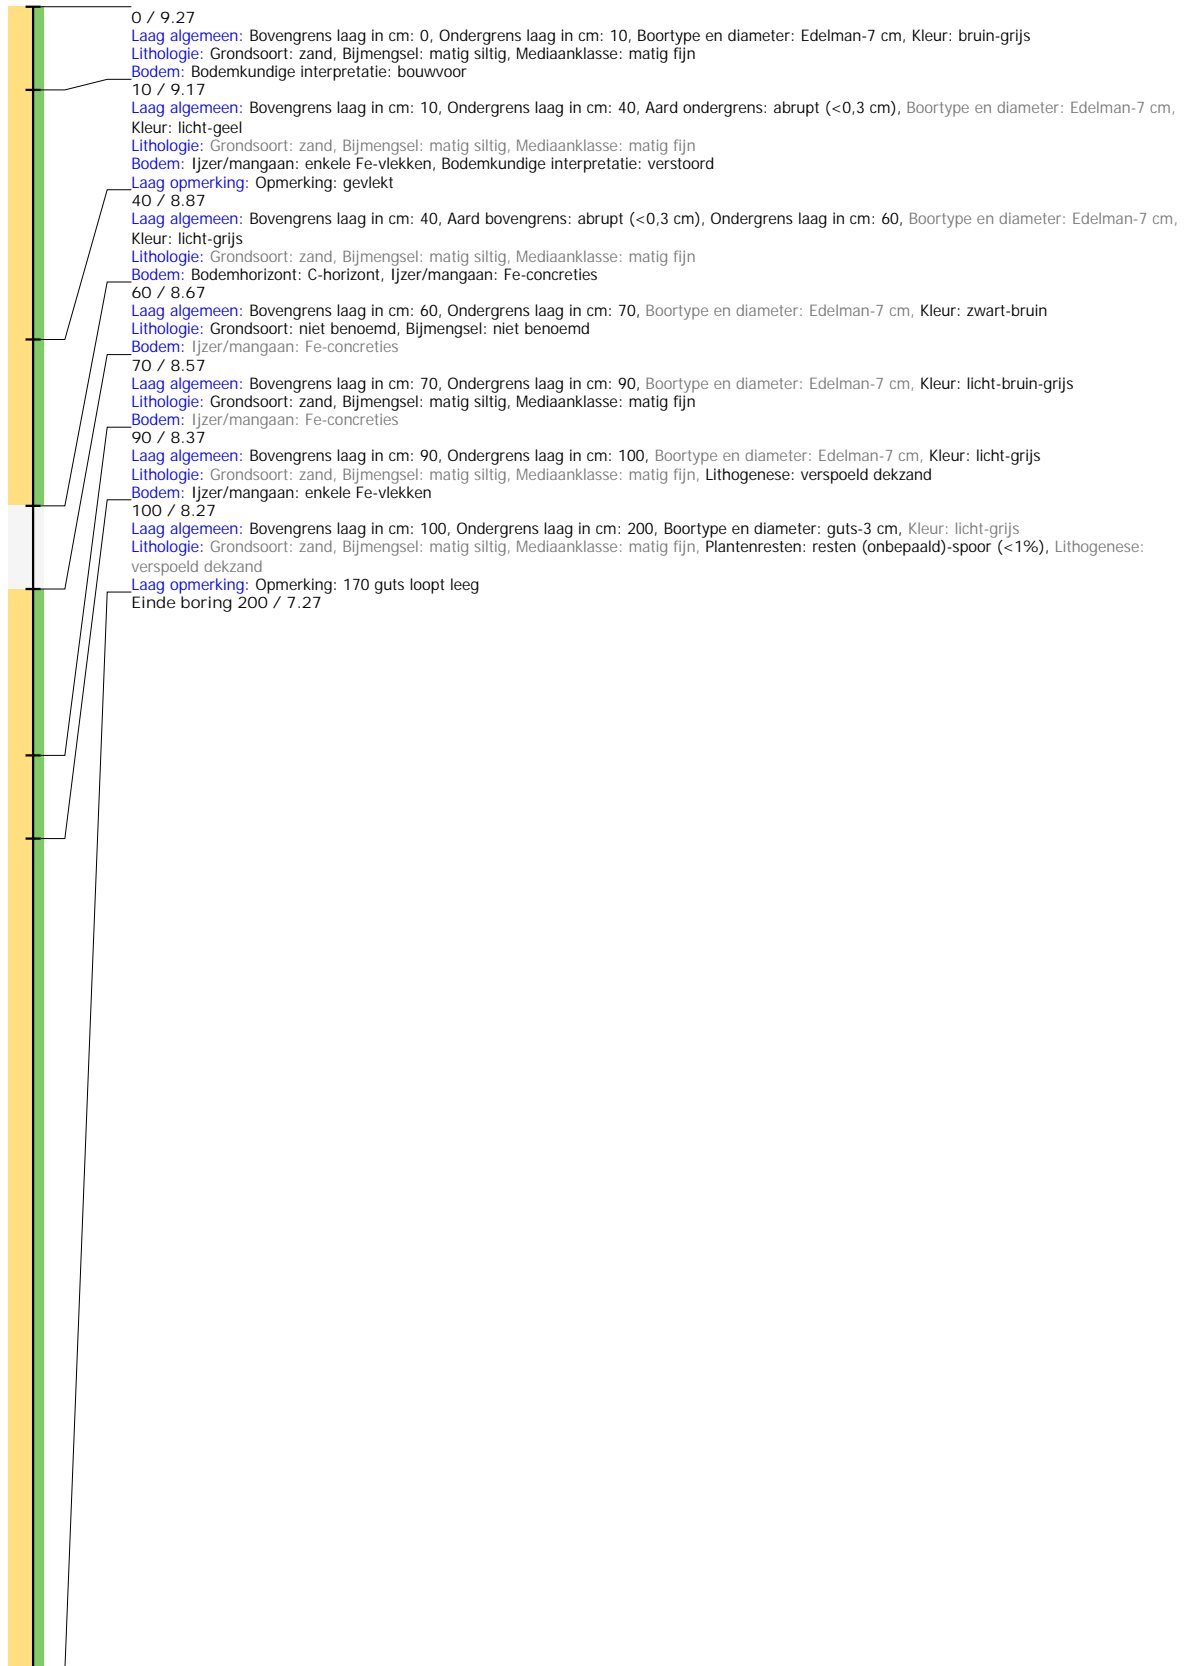 0 / 9.27
Laag algemeen: Bovengrens laag in cm: 0, Ondergrens laag in cm: 10, Boortype en diameter: Edelman-7 cm, Kleur: bruin-grijs
Lithologie: Grondsoort: zand, Bijmengsel: matig siltig, Mediaanklasse: matig fijn
Bodem: Bodemkundige interpretatie: bouwvoor
10 / 9.17
Laag algemeen: Bovengrens laag in cm: 10, Ondergrens laag in cm: 40, Aard ondergrens: abrupt (<0,3 cm), Boortype en diameter: Edelman-7 cm,
Kleur: licht-geel
Lithologie: Grondsoort: zand, Bijmengsel: matig siltig, Mediaanklasse: matig fijn
Bodem: Ijzer/mangaan: enkele Fe-vlekken, Bodemkundige interpretatie: verstoord
Laag opmerking: Opmerking: gevlekt
40 / 8.87
Laag algemeen: Bovengrens laag in cm: 40, Aard bovengrens: abrupt (<0,3 cm), Ondergrens laag in cm: 60, Boortype en diameter: Edelman-7 cm,
Kleur: licht-grijs
Lithologie: Grondsoort: zand, Bijmengsel: matig siltig, Mediaanklasse: matig fijn
Bodem: Bodemhorizont: C-horizont, Ijzer/mangaan: Fe-concreties
60 / 8.67
Laag algemeen: Bovengrens laag in cm: 60, Ondergrens laag in cm: 70, Boortype en diameter: Edelman-7 cm, Kleur: zwart-bruin
Lithologie: Grondsoort: niet benoemd, Bijmengsel: niet benoemd
Bodem: Ijzer/mangaan: Fe-concreties
70 / 8.57
Laag algemeen: Bovengrens laag in cm: 70, Ondergrens laag in cm: 90, Boortype en diameter: Edelman-7 cm, Kleur: licht-bruin-grijs
Lithologie: Grondsoort: zand, Bijmengsel: matig siltig, Mediaanklasse: matig fijn
Bodem: Ijzer/mangaan: Fe-concreties
90 / 8.37
Laag algemeen: Bovengrens laag in cm: 90, Ondergrens laag in cm: 100, Boortype en diameter: Edelman-7 cm, Kleur: licht-grijs
Lithologie: Grondsoort: zand, Bijmengsel: matig siltig, Mediaanklasse: matig fijn, Lithogenese: verspoeld dekzand
Bodem: Ijzer/mangaan: enkele Fe-vlekken
100 / 8.27
Laag algemeen: Bovengrens laag in cm: 100, Ondergrens laag in cm: 200, Boortype en diameter: guts-3 cm, Kleur: licht-grijs
Lithologie: Grondsoort: zand, Bijmengsel: matig siltig, Mediaanklasse: matig fijn, Plantenresten: resten (onbepaald)-spoor (<1%), Lithogenese:
verspoeld dekzand
Laag opmerking: Opmerking: 170 guts loopt leeg
Einde boring 200 / 7.27